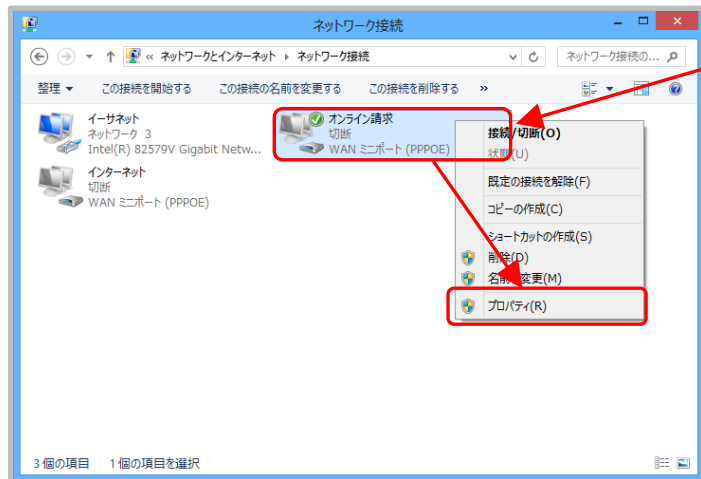 ネットワーク接続
« ネットワークとインターネット ▸ ネットワーク接続
ネットワーク接続の...
整理 ▼ この接続を開始する この接続の名前を変更する この接続を削除する »
イーサネット
ネットワーク 3
Intel(R) 82579V Gigabit Netw...
オンライン請求
切断
WAN ミニポート (PPPOE)
インターネット
切断
WAN ミニポート (PPPOE)
接続/切断(O)
状態(U)
既定の接続を解除(F)
コピーの作成(C)
ショートカットの作成(S)
削除(D)
名前の変更(M)
プロパティ(R)
3 個の項目 1 個の項目を選択